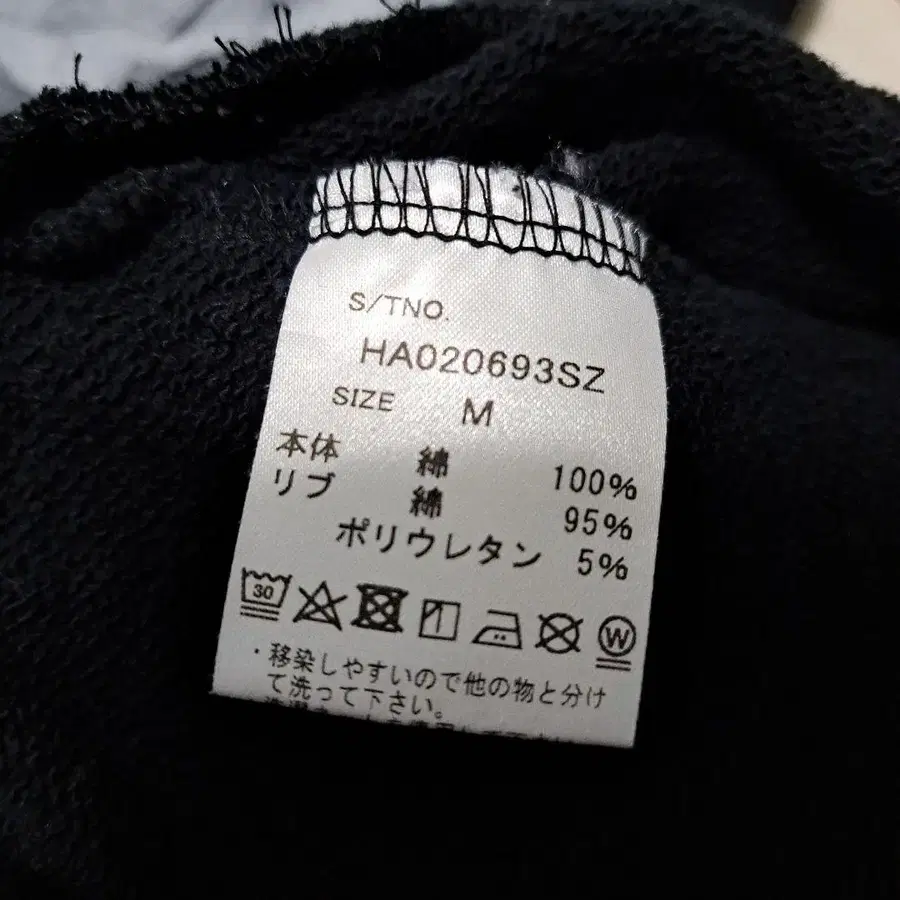 S/TNO.
HA020693SZ
SIZE M
本体 綿 100%
リブ 綿 95%
ポリウレタン 5%
30
W
・移染しやすいので他の物と分け
て洗って下さい。